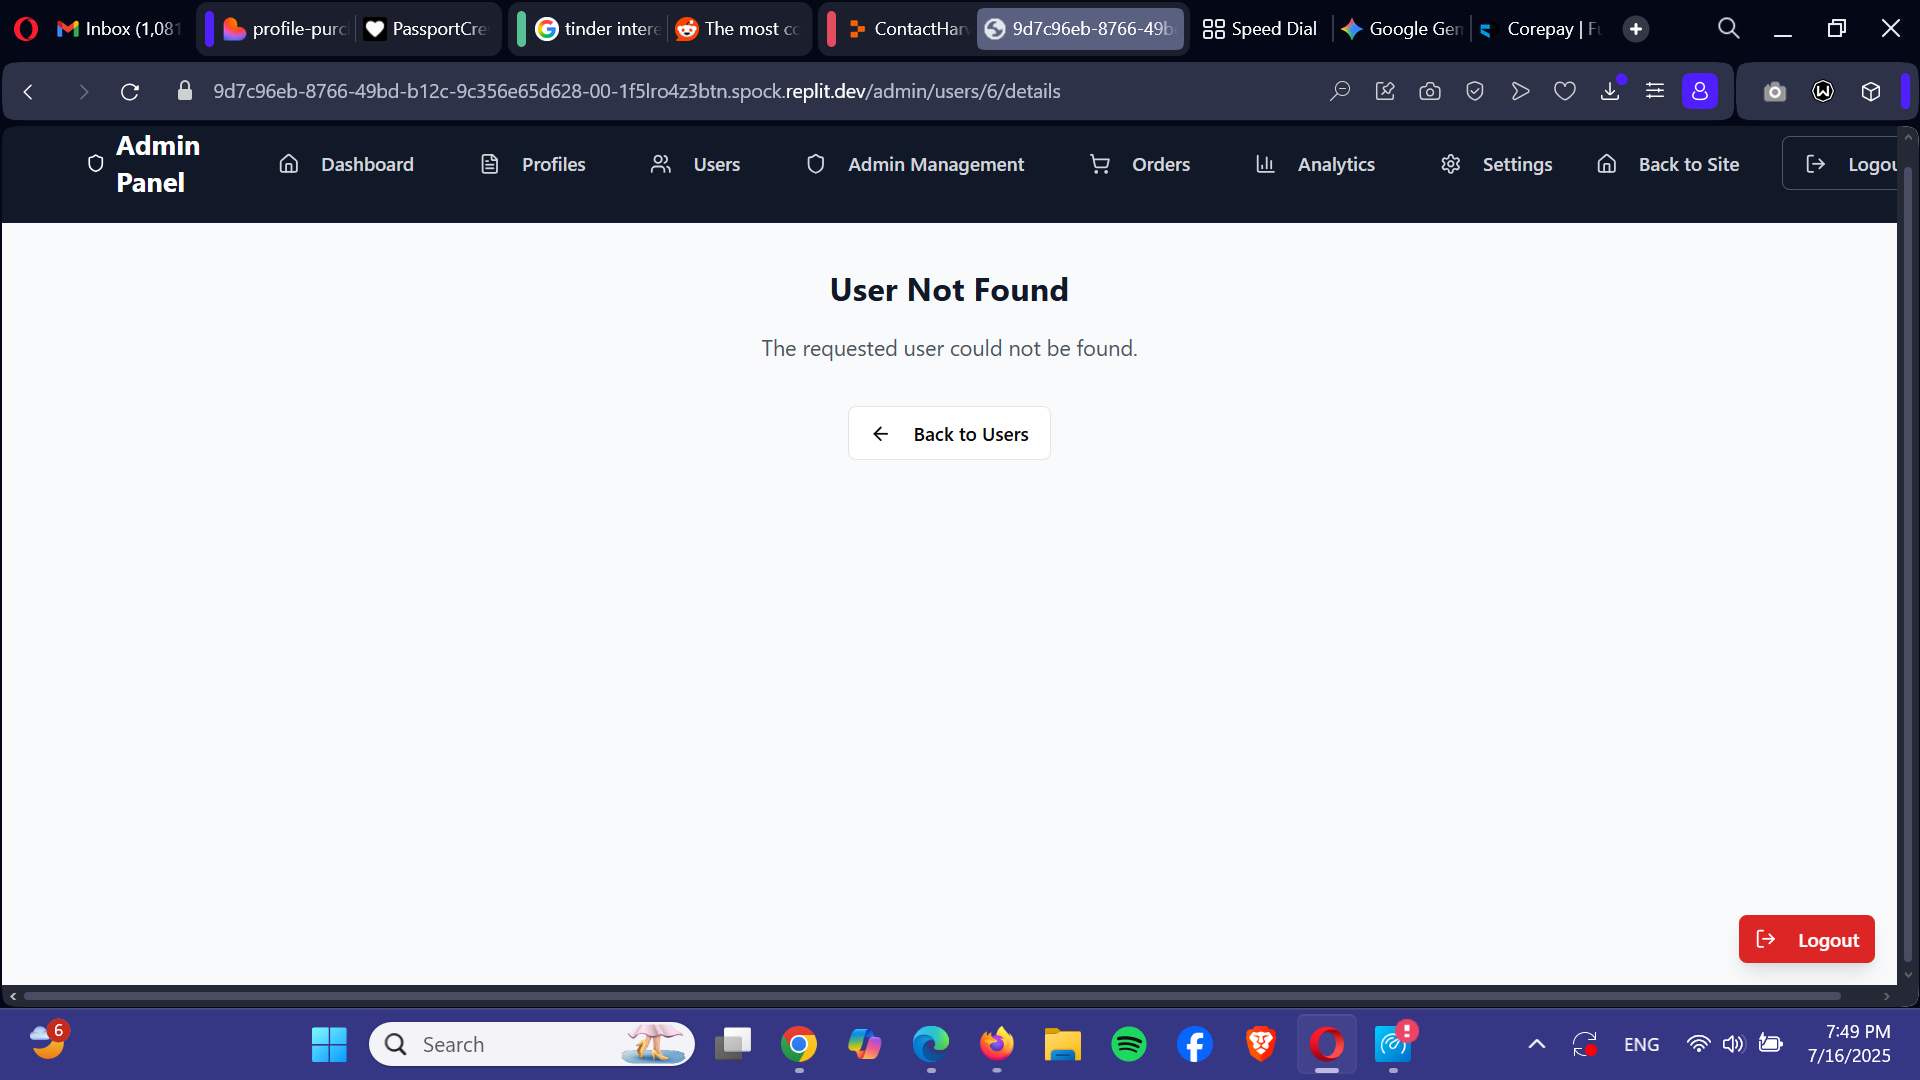 Inbox (1,081
profile-purc
PassportCre
tinder intere
The most co
ContactHarv
9d7c96eb-8766-49b
Speed Dial
Google Gem
Corepay | Fu
9d7c96eb-8766-49bd-b12c-9c356e65d628-00-1f5lro4z3btn.spock.replit.dev/admin/users/6/details
Admin
Panel
Dashboard
Profiles
Users
Admin Management
Orders
Analytics
Settings
Back to Site
Logou
User Not Found
The requested user could not be found.
Back to Users
Logout
6
Search
ENG
7:49 PM
7/16/2025